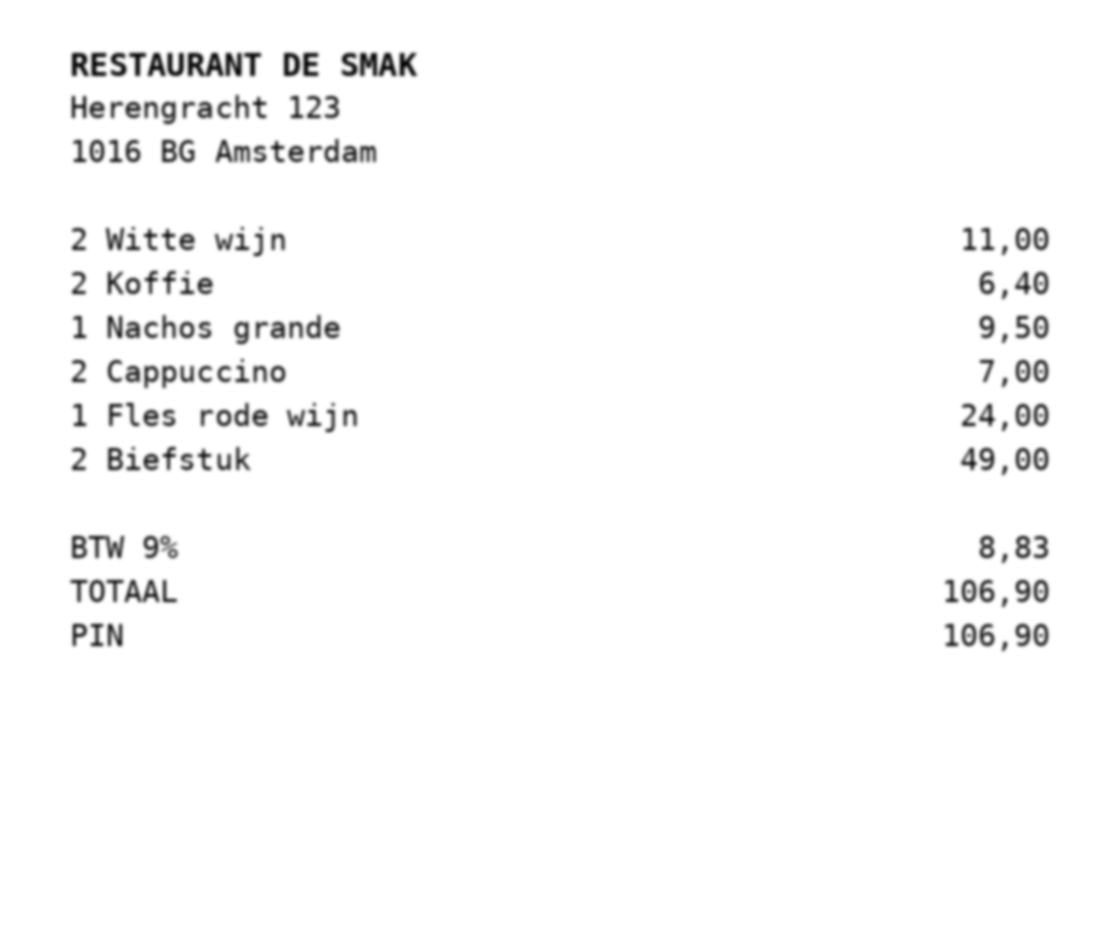 RESTAURANT DE SMAK
Herengracht 123
1016 BG Amsterdam
2 Witte wijn 11,00
2 Koffie 6,40
1 Nachos grande 9,50
2 Cappuccino 7,00
1 Fles rode wijn 24,00
2 Biefstuk 49,00
BTW 9% 8,83
TOTAAL 106,90
PIN 106,90